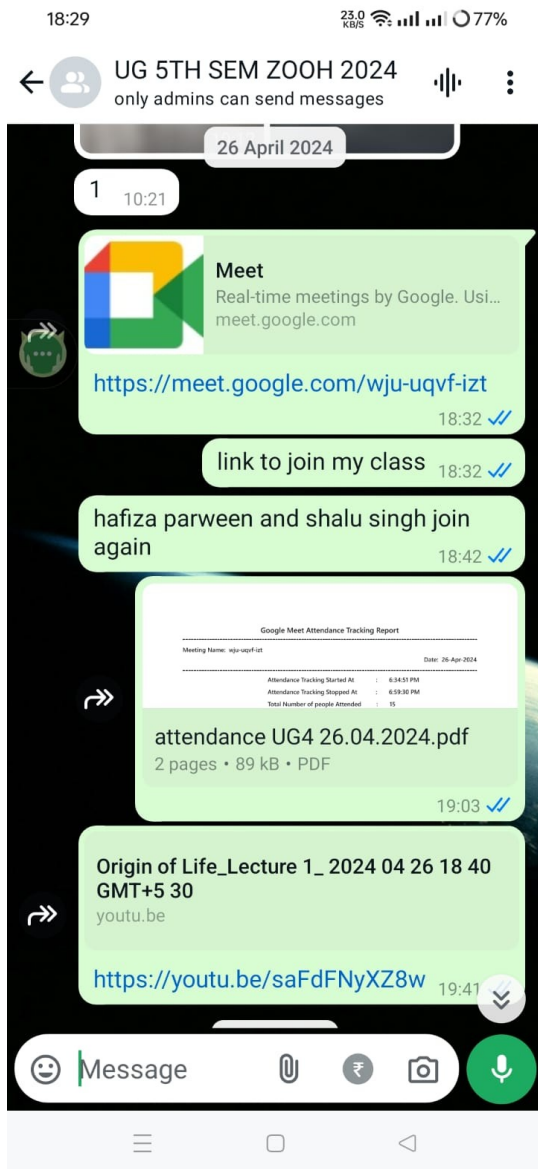 18:29
23.0 KB/S
77%
UG 5TH SEM ZOOH 2024
only admins can send messages
26 April 2024
1 10:21
Meet
Real-time meetings by Google. Usi...
meet.google.com
https://meet.google.com/wju-uqvf-izt
18:32
link to join my class 18:32
hafiza parween and shalu singh join
again 18:42
Google Meet Attendance Tracking Report
Meeting Name: wju-uqvf-izt
Date: 26-Apr-2024
Attendance Tracking Started At : 6:34:51 PM
Attendance Tracking Stopped At : 6:59:30 PM
Total Number of people Attended : 15
attendance UG4 26.04.2024.pdf
2 pages • 89 kB • PDF
19:03
Origin of Life_Lecture 1_ 2024 04 26 18 40
GMT+5 30
youtu.be
https://youtu.be/saFdFNyXZ8w 19:41
Message
₹